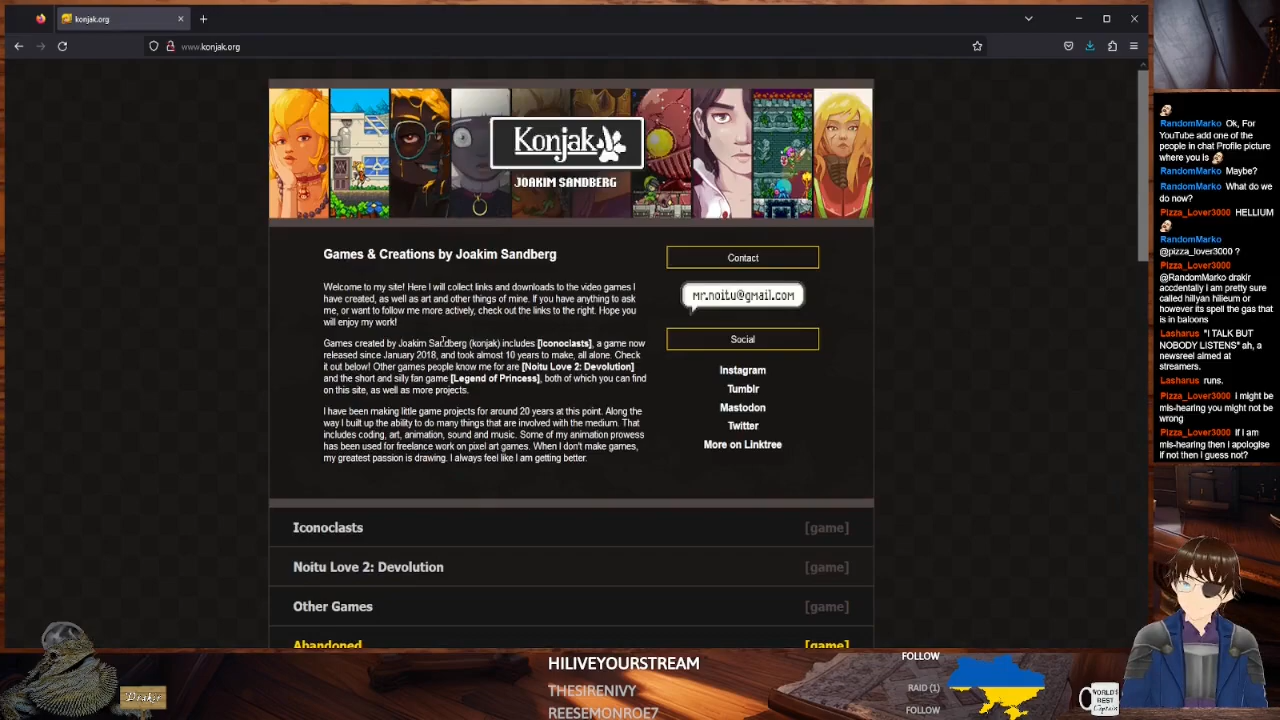 konjak.org
www.konjak.org
Konjak
JOAKIM SANDBERG
Games & Creations by Joakim Sandberg
Welcome to my site! Here I will collect links and downloads to the video games I
have created, as well as art and other things of mine. If you have anything to ask
me, or want to follow me more actively, check out the links to the right. Hope you
will enjoy my work!
Games created by Joakim Sandberg (konjak) includes [Iconoclasts], a game now
released since January 2018, and took almost 10 years to make, all alone. Check
it out below! Other games people know me for are [Noitu Love 2: Devolution]
and the short and silly fan game [Legend of Princess], both of which you can find
on this site, as well as more projects.
I have been making little game projects for around 20 years at this point. Along the
way I built up the ability to do many things that are involved with the medium. That
includes coding, art, animation, sound and music. Some of my animation prowess
has been used for freelance work on pixel art games. When I don't make games,
my greatest passion is drawing. I always feel like I am getting better.
Contact
mr.noitu@gmail.com
Social
Instagram
Tumblr
Mastodon
Twitter
More on Linktree
Iconoclasts [game]
Noitu Love 2: Devolution [game]
Other Games [game]
Abandoned [game]
RandomMarko Ok, For
YouTube add one of the
people in chat Profile picture
where you is
RandomMarko Maybe?
RandomMarko What do we
do now?
Pizza_Lover3000 HELLIUM
RandomMarko
@pizza_lover3000 ?
Pizza_Lover3000
@RandomMarko drakir
accdentally i am pretty sure
called hillyan hilieum or
however its spell the gas that
is in baloons
Lasharus "I TALK BUT
NOBODY LISTENS" ah, a
newsreel aimed at
streamers.
Lasharus runs.
Pizza_Lover3000 i might be
mis-hearing you might not be
wrong
Pizza_Lover3000 If I am
mis-hearing then I apologise
if not then I guess not?
Drakir
HILIVEYOURSTREAM
THESIRENIVY
REESEMONROE7
FOLLOW
RAID (1)
FOLLOW
WORLD'S
BEST
Captain